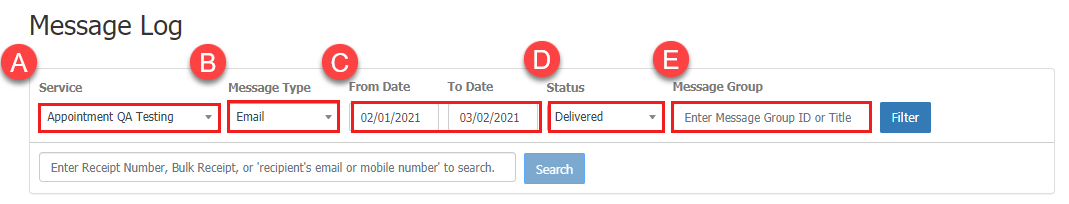 Message Log
A B C D E
Service Message Type From Date To Date Status Message Group
Appointment QA Testing Email 02/01/2021 03/02/2021 Delivered Enter Message Group ID or Title Filter
Enter Receipt Number, Bulk Receipt, or 'recipient's email or mobile number' to search. Search